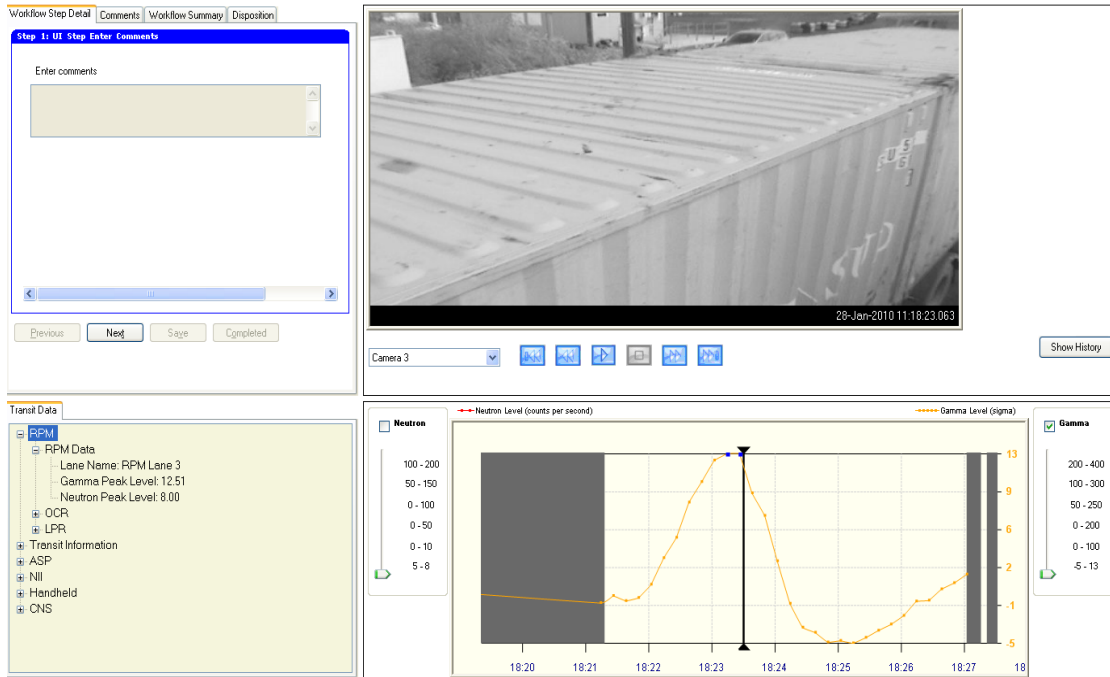 Workflow Step Detail
Comments
Workflow Summary
Disposition
Step 1: UI Step Enter Comments
Enter comments
Previous
Next
Save
Completed
28-Jan-2010 11:18:23.063
Camera 3
Show History
Transit Data
RPM
RPM Data
Lane Name: RPM Lane 3
Gamma Peak Level: 12.51
Neutron Peak Level: 8.00
OCR
LPR
Transit Information
ASP
NII
Handheld
CNS
Neutron
100 - 200
50 - 150
0 - 100
0 - 50
0 - 10
5 - 8
Neutron Level (counts per second)
Gamma Level (sigma)
13
9
6
2
-1
-5
18:20
18:21
18:22
18:23
18:24
18:25
18:26
18:27
18
Gamma
200 - 400
100 - 300
50 - 250
0 - 200
0 - 100
-5 - 13